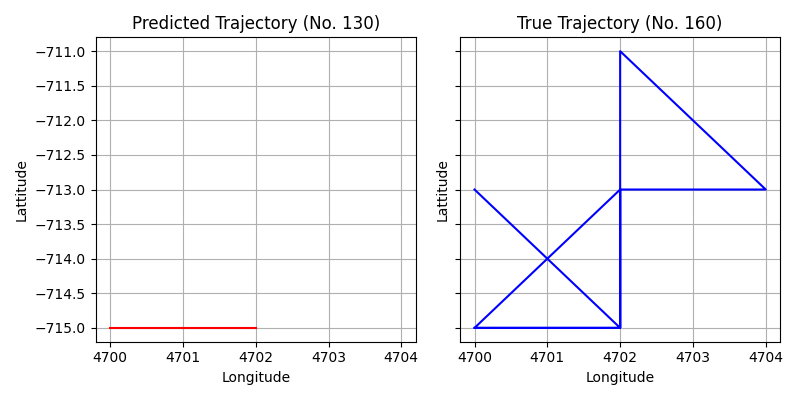 Predicted Trajectory (No. 130)
True Trajectory (No. 160)
−711.0
−711.5
−712.0
−712.5
−713.0
−713.5
−714.0
−714.5
−715.0
Lattitude
Lattitude
4700 4701 4702 4703 4704
4700 4701 4702 4703 4704
Longitude
Longitude